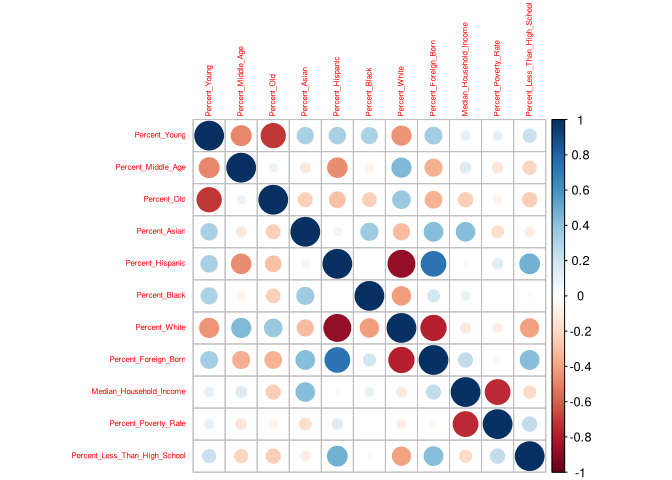 Percent_Young
Percent_Middle_Age
Percent_Old
Percent_Asian
Percent_Hispanic
Percent_Black
Percent_White
Percent_Foreign_Born
Median_Household_Income
Percent_Poverty_Rate
Percent_Less_Than_High_School
Percent_Young
Percent_Middle_Age
Percent_Old
Percent_Asian
Percent_Hispanic
Percent_Black
Percent_White
Percent_Foreign_Born
Median_Household_Income
Percent_Poverty_Rate
Percent_Less_Than_High_School
1
0.8
0.6
0.4
0.2
0
-0.2
-0.4
-0.6
-0.8
-1